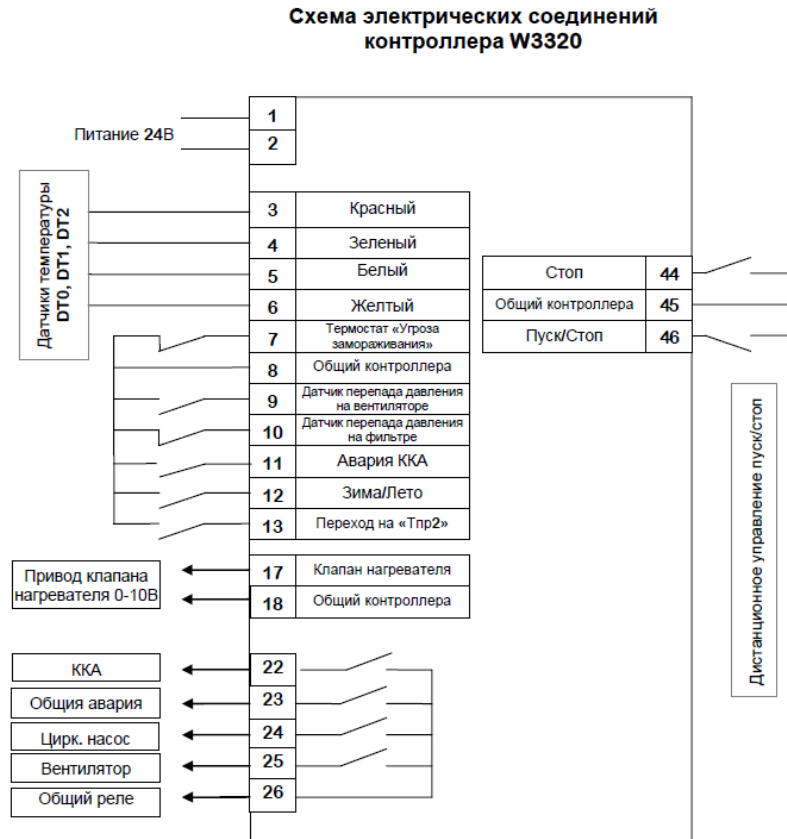 Схема электрических соединений
контроллера W3320
Питание 24В
1
2
Датчики температуры
DT0, DT1, DT2
3 Красный
4 Зеленый
5 Белый
6 Желтый
7 Термостат «Угроза
замораживания»
8 Общий контроллера
9 Датчик перепада давления
на вентиляторе
10 Датчик перепада давления
на фильтре
11 Авария ККА
12 Зима/Лето
13 Переход на «Тпр2»
Стоп 44
Общий контроллера 45
Пуск/Стоп 46
Дистанционное управление пуск/стоп
Привод клапана
нагревателя 0-10В
17 Клапан нагревателя
18 Общий контроллера
ККА 22
Общия авария 23
Цирк. насос 24
Вентилятор 25
Общий реле 26